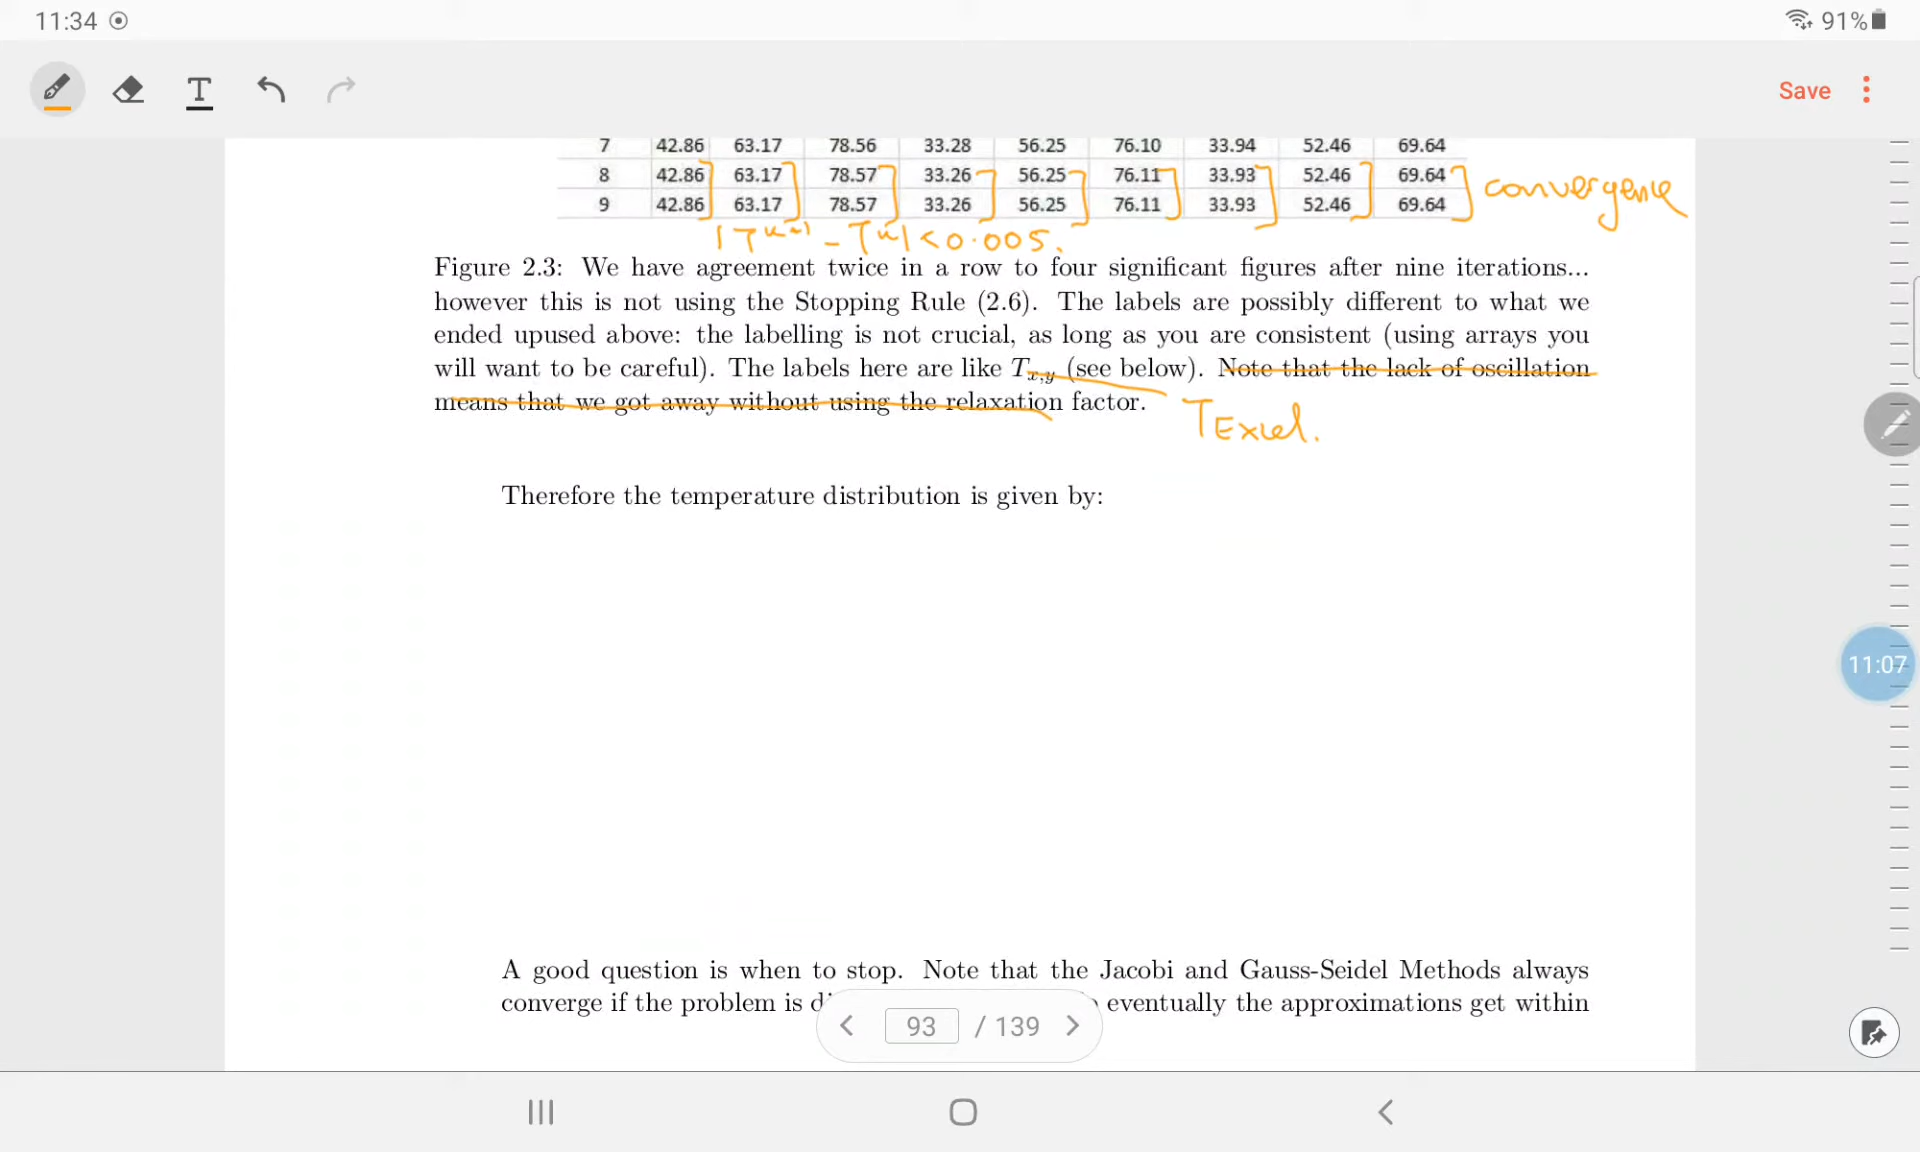 11:34
91%
T
Save
7 42.86 63.17 78.56 33.28 56.25 76.10 33.94 52.46 69.64
8 42.86 63.17 78.57 33.26 56.25 76.11 33.93 52.46 69.64
9 42.86 63.17 78.57 33.26 56.25 76.11 33.93 52.46 69.64
convergence
< 0.005.
Figure 2.3: We have agreement twice in a row to four significant figures after nine iterations...
however this is not using the Stopping Rule (2.6). The labels are possibly different to what we
ended upused above: the labelling is not crucial, as long as you are consistent (using arrays you
will want to be careful). The labels here are like Tx,y (see below). Note that the lack of oscillation
means that we got away without using the relaxation factor.
TExcel.
Therefore the temperature distribution is given by:
11:07
A good question is when to stop. Note that the Jacobi and Gauss-Seidel Methods always
converge if the problem is eventually the approximations get within
93 / 139